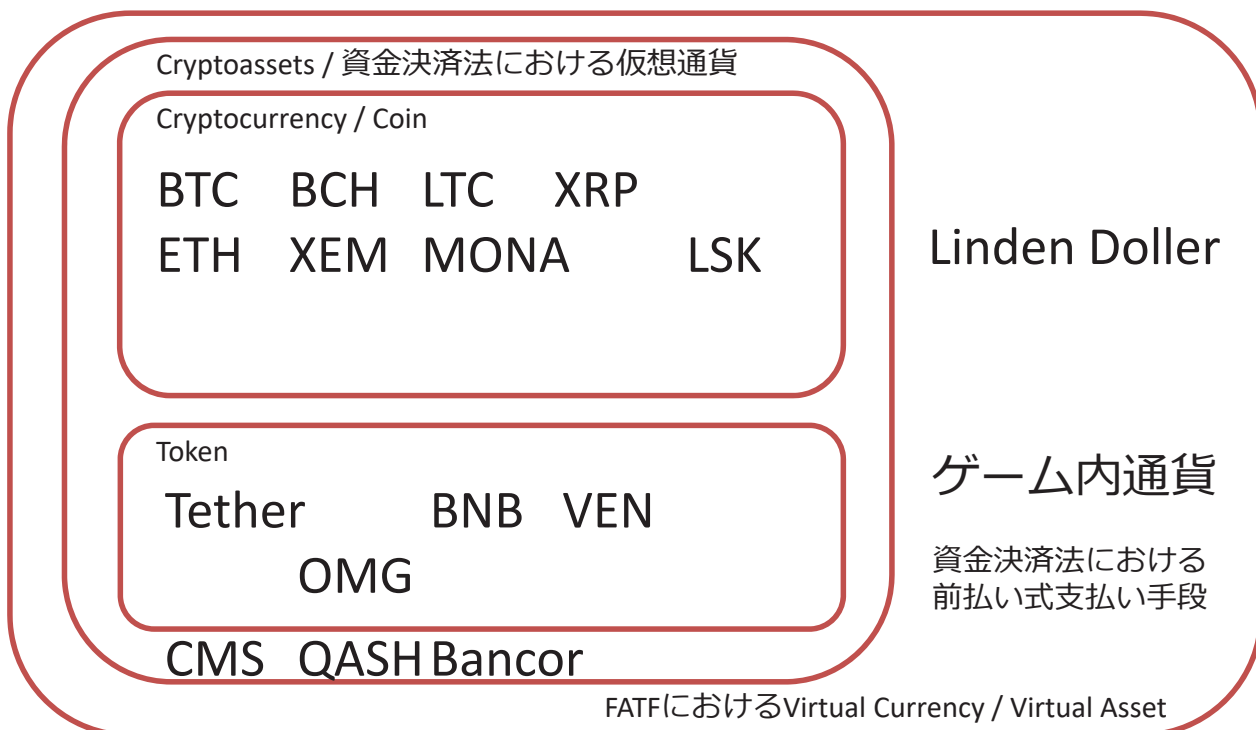 Cryptoassets / 資金決済法における仮想通貨
Cryptocurrency / Coin
BTC BCH LTC XRP
ETH XEM MONA LSK
Linden Doller
Token
Tether BNB VEN
OMG
ゲーム内通貨
資金決済法における
前払い式支払い手段
CMS QASH Bancor
FATFにおけるVirtual Currency / Virtual Asset